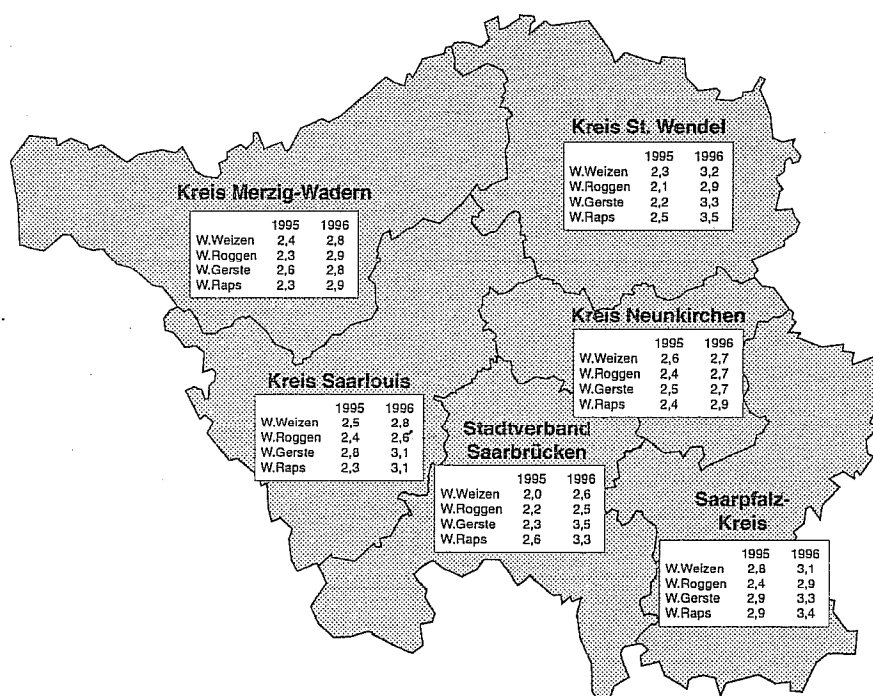 Kreis St. Wendel
1995 1996
W.Weizen 2,3 3,2
W.Roggen 2,1 2,9
W.Gerste 2,2 3,3
W.Raps 2,5 3,5
Kreis Merzig-Wadern
1995 1996
W.Weizen 2,4 2,8
W.Roggen 2,3 2,9
W.Gerste 2,6 2,8
W.Raps 2,3 2,9
Kreis Neunkirchen
1995 1996
W.Weizen 2,6 2,7
W.Roggen 2,4 2,7
W.Gerste 2,5 2,7
W.Raps 2,4 2,9
Kreis Saarlouis
1995 1996
W.Weizen 2,5 2,8
W.Roggen 2,4 2,6
W.Gerste 2,8 3,1
W.Raps 2,3 3,1
Stadtverband
Saarbrücken
1995 1996
W.Weizen 2,0 2,6
W.Roggen 2,2 2,5
W.Gerste 2,3 3,5
W.Raps 2,6 3,3
Saarpfalz-
Kreis
1995 1996
W.Weizen 2,8 3,1
W.Roggen 2,4 2,9
W.Gerste 2,9 3,3
W.Raps 2,9 3,4